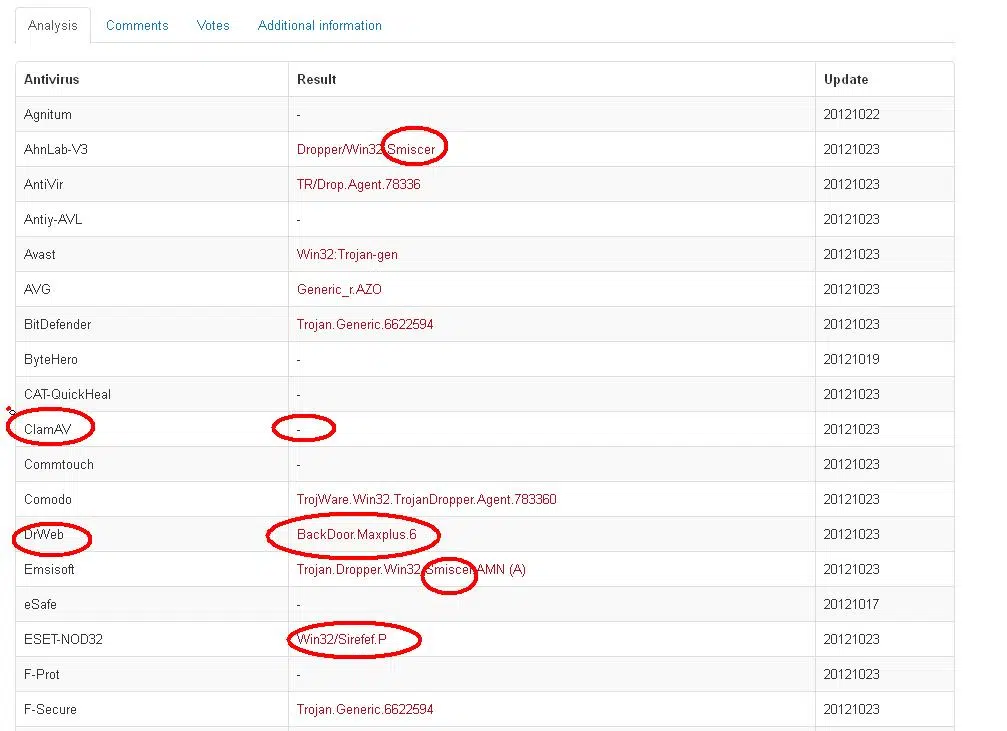 Analysis Comments Votes Additional information
Antivirus Result Update
Agnitum - 20121022
AhnLab-V3 Dropper/Win32.Smiscer 20121023
AntiVir TR/Drop.Agent.78336 20121023
Antiy-AVL - 20121023
Avast Win32:Trojan-gen 20121023
AVG Generic_r.AZO 20121023
BitDefender Trojan.Generic.6622594 20121023
ByteHero - 20121019
CAT-QuickHeal - 20121023
ClamAV - 20121023
Commtouch - 20121023
Comodo TrojWare.Win32.TrojanDropper.Agent.783360 20121023
DrWeb BackDoor.Maxplus.6 20121023
Emsisoft Trojan.Dropper.Win32.Smiscer.AMN (A) 20121023
eSafe - 20121017
ESET-NOD32 Win32/Sirefef.P 20121023
F-Prot - 20121023
F-Secure Trojan.Generic.6622594 20121023